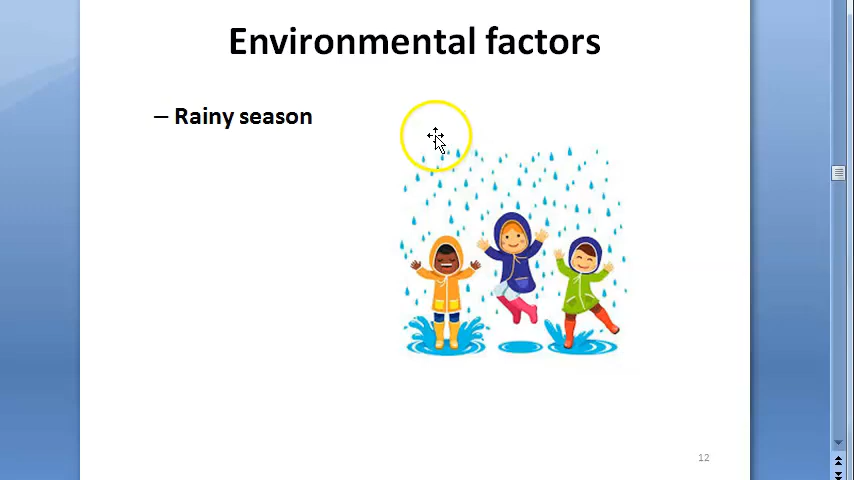 Environmental factors
– Rainy season
12